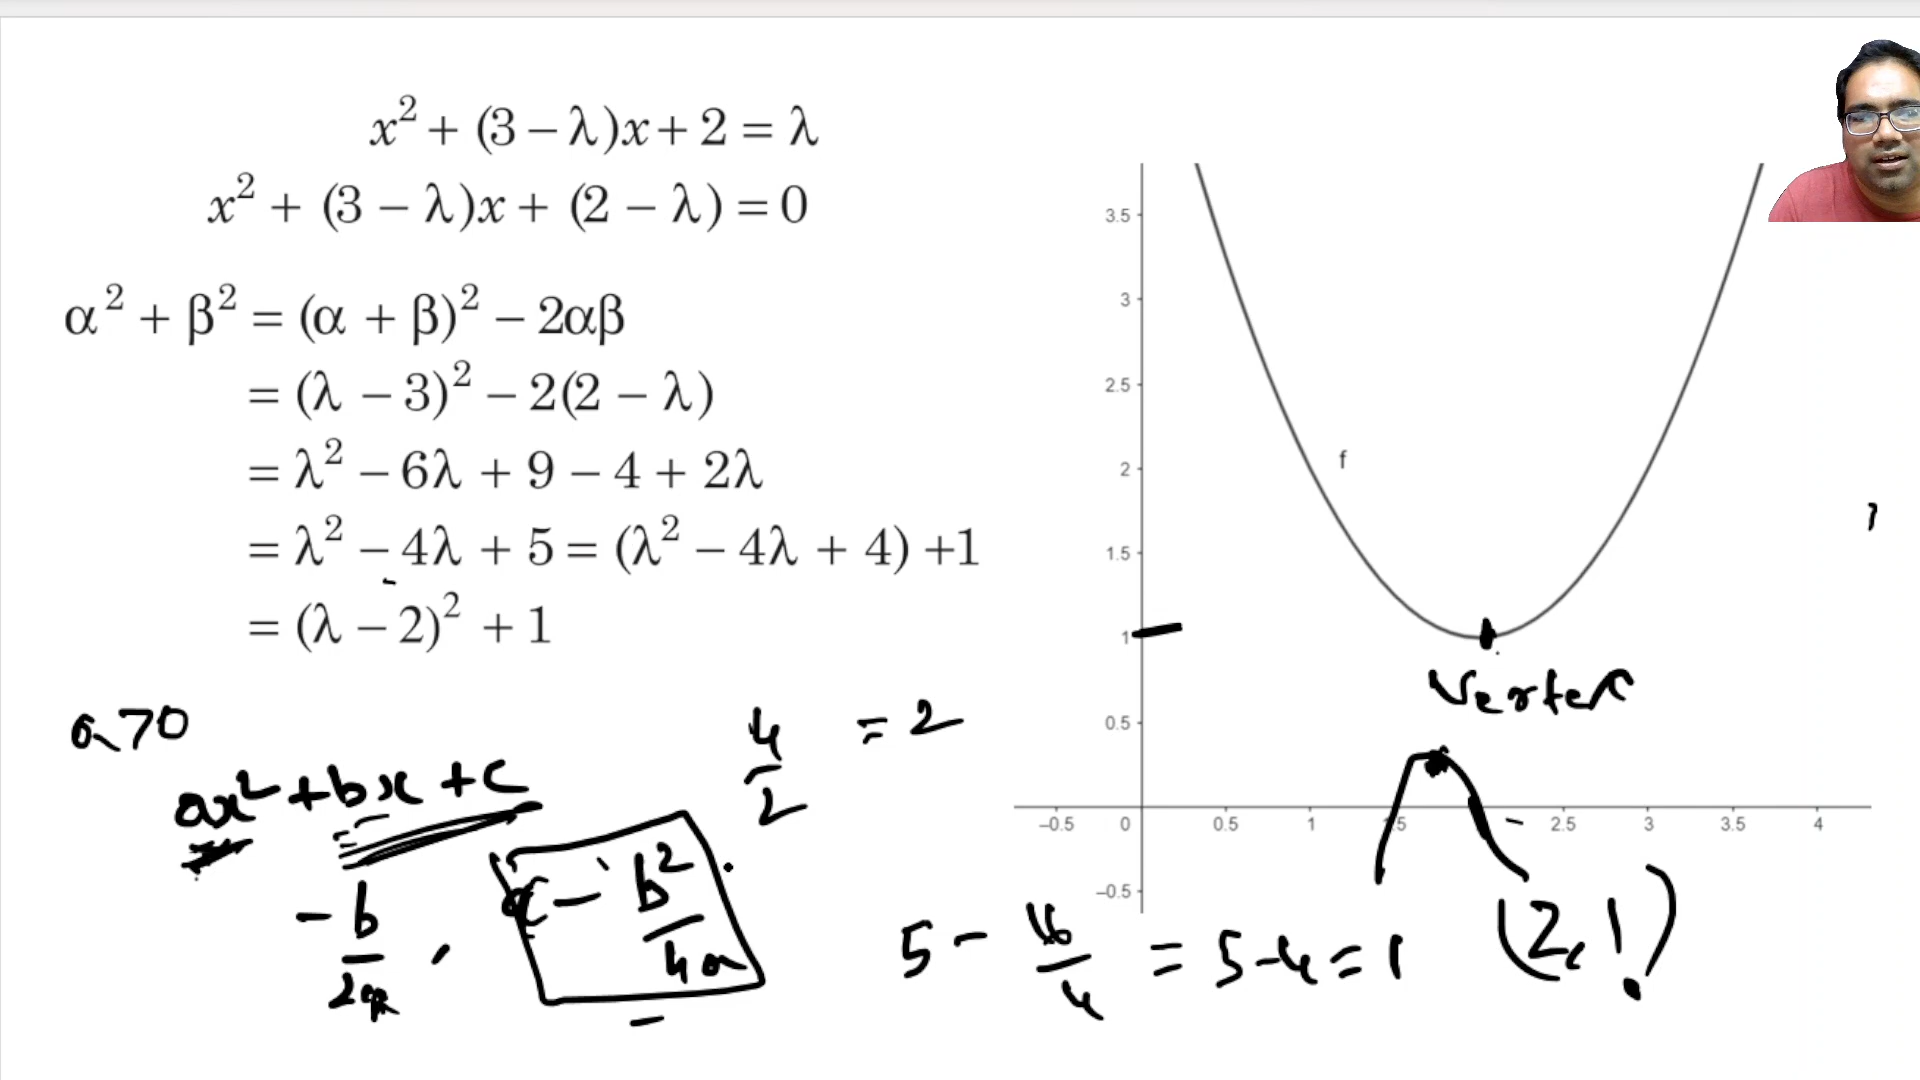 x² + (3 – λ)x + 2 = λ
x² + (3 – λ)x + (2 – λ) = 0
α² + β² = (α + β)² – 2αβ
= (λ – 3)² – 2(2 – λ)
= λ² – 6λ + 9 – 4 + 2λ
= λ² – 4λ + 5 = (λ² – 4λ + 4) +1
= (λ – 2)² + 1
a>0
ax² + bx + c
-b/2a , c - b²/4a
4/2 = 2
5 - 16/4 = 5-4 = 1
(2, 1)
3.5
3
2.5
2
1.5
1
0.5
-0.5
f
Vertex
-0.5 0 0.5 1 .5 2.5 3 3.5 4